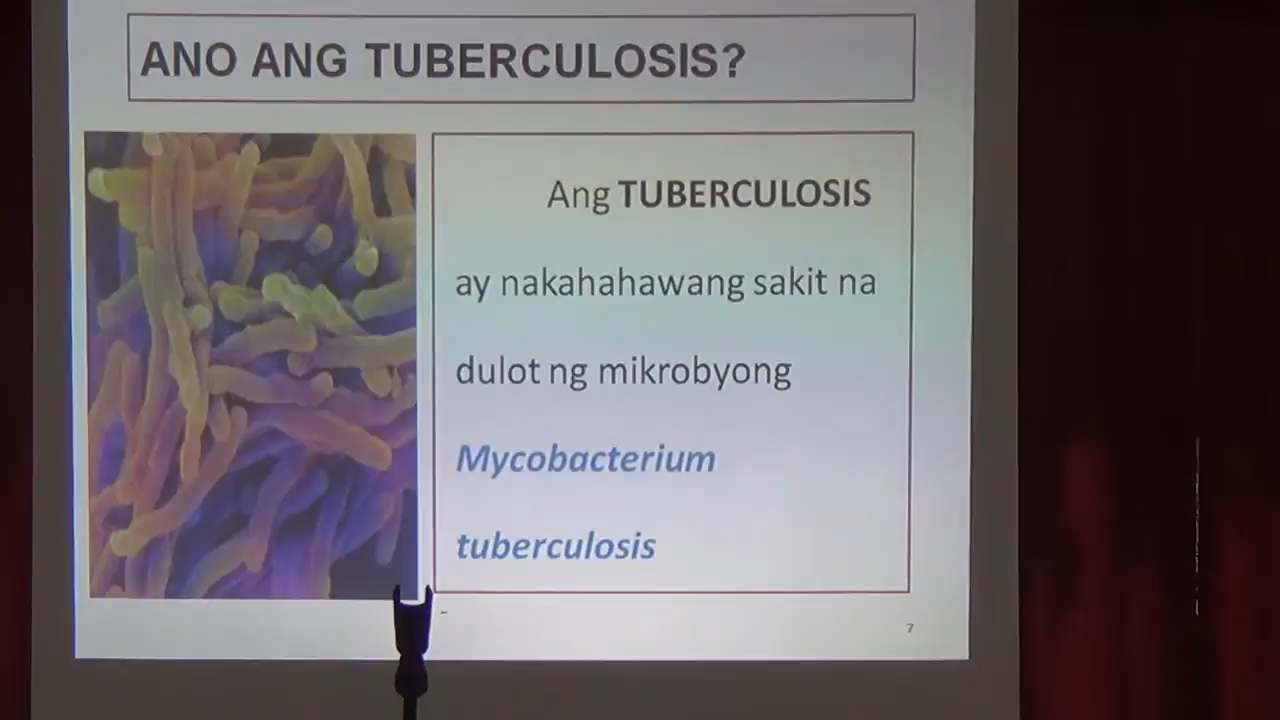 ANO ANG TUBERCULOSIS?
Ang TUBERCULOSIS
ay nakahahawang sakit na
dulot ng mikrobyong
Mycobacterium
tuberculosis
7